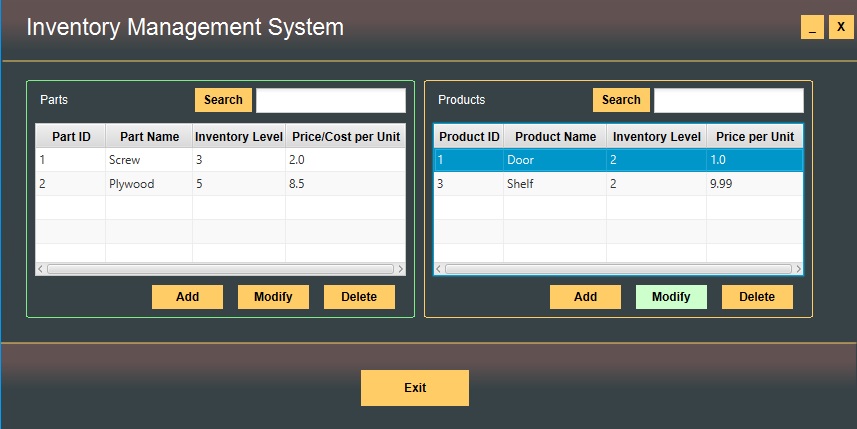 Inventory Management System
_ X
Parts Search
Part ID Part Name Inventory Level Price/Cost per Unit
1 Screw 3 2.0
2 Plywood 5 8.5
Add Modify Delete
Products Search
Product ID Product Name Inventory Level Price per Unit
1 Door 2 1.0
3 Shelf 2 9.99
Add Modify Delete
Exit